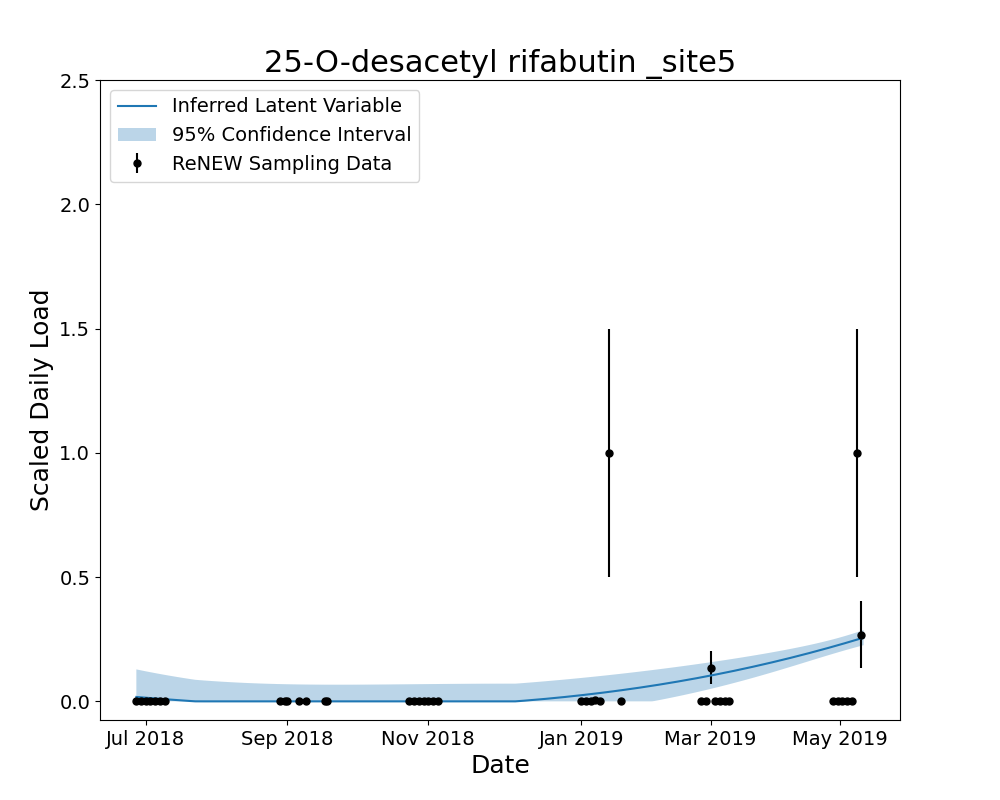 25-O-desacetyl rifabutin _site5
2.5
2.0
1.5
1.0
0.5
0.0
Scaled Daily Load
Inferred Latent Variable
95% Confidence Interval
ReNEW Sampling Data
Jul 2018 Sep 2018 Nov 2018 Jan 2019 Mar 2019 May 2019
Date